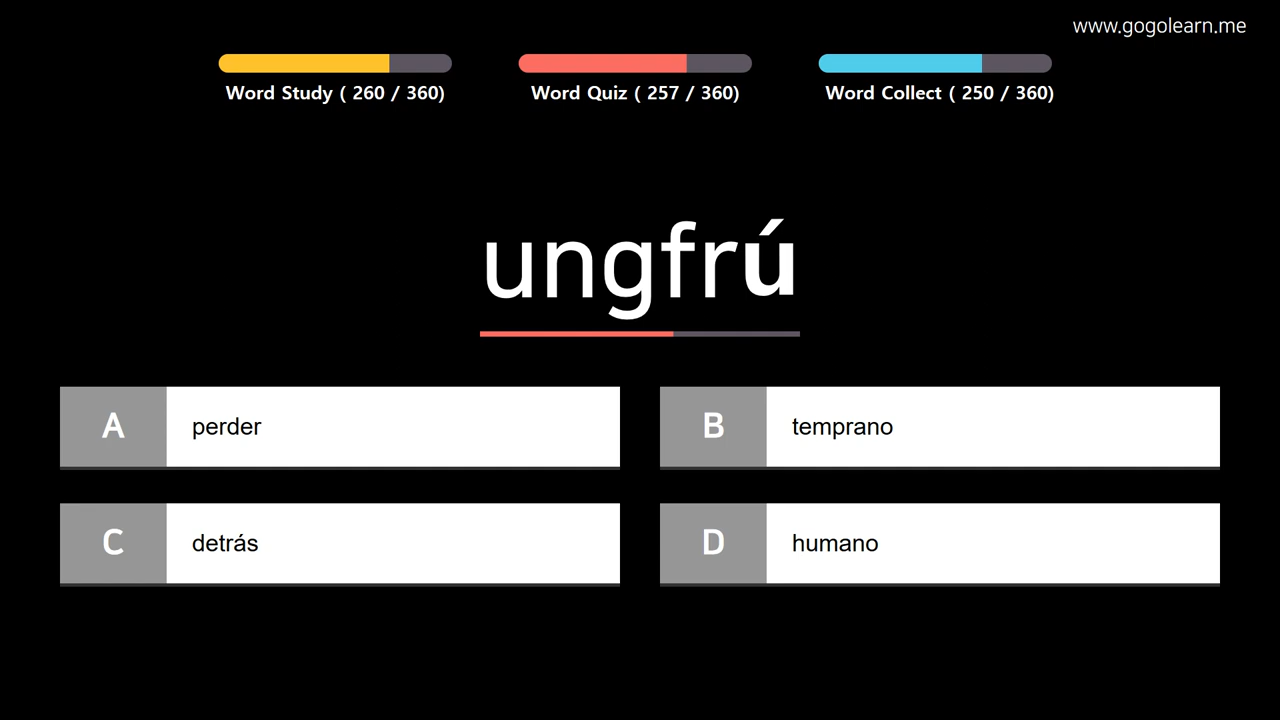 www.gogolearn.me
Word Study ( 260 / 360)
Word Quiz ( 257 / 360)
Word Collect ( 250 / 360)
ungfrú
A perder
B temprano
C detrás
D humano